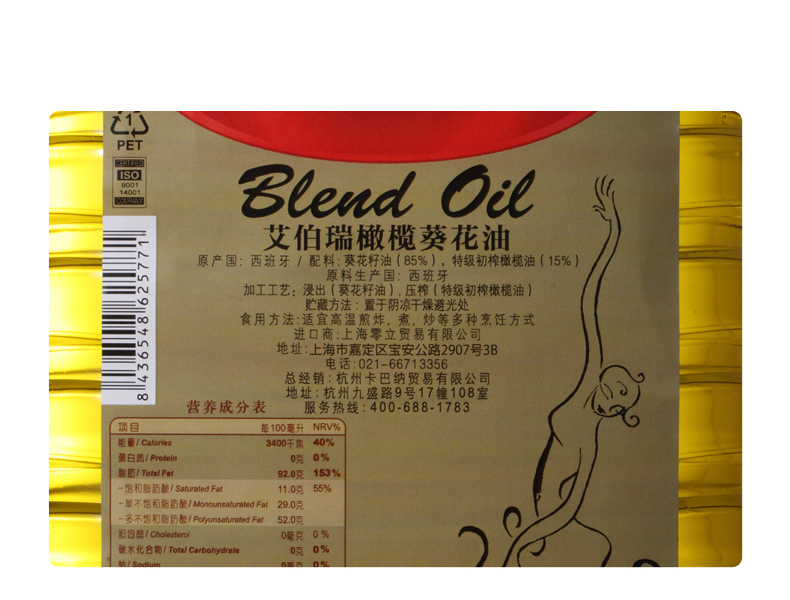 1
PET
CERTIFIED
ISO
9001
14001
COMPANY
Blend Oil
艾伯瑞橄榄葵花油
原产国：西班牙 / 配料：葵花籽油（85%），特级初榨橄榄油（15%）
原料生产国：西班牙
加工工艺：浸出（葵花籽油），压榨（特级初榨橄榄油）
贮藏方法：置于阴凉干燥避光处
食用方法：适宜高温煎炸，煮，炒等多种烹饪方式
进口商：上海零立贸易有限公司
地址：上海市嘉定区宝安公路2907号3B
电话：021-66713356
总经销：杭州卡巴纳贸易有限公司
地址：杭州九盛路9号17幢108室
服务热线：400-688-1783
8 436548 625771
营养成分表
项目 每100毫升 NRV%
能量 / Calories 3400千焦 40%
蛋白质 / Protein 0克 0%
脂肪 / Total Fat 92.0克 153%
-饱和脂肪酸 / Saturated Fat 11.0克 55%
-单不饱和脂肪酸 / Monounsaturated Fat 29.0克
-多不饱和脂肪酸 / Polyunsaturated Fat 52.0克
胆固醇 / Cholesterol 0毫克 0%
碳水化合物 / Total Carbohydrate 0克 0%
钠 / Sodium 0毫克 0%